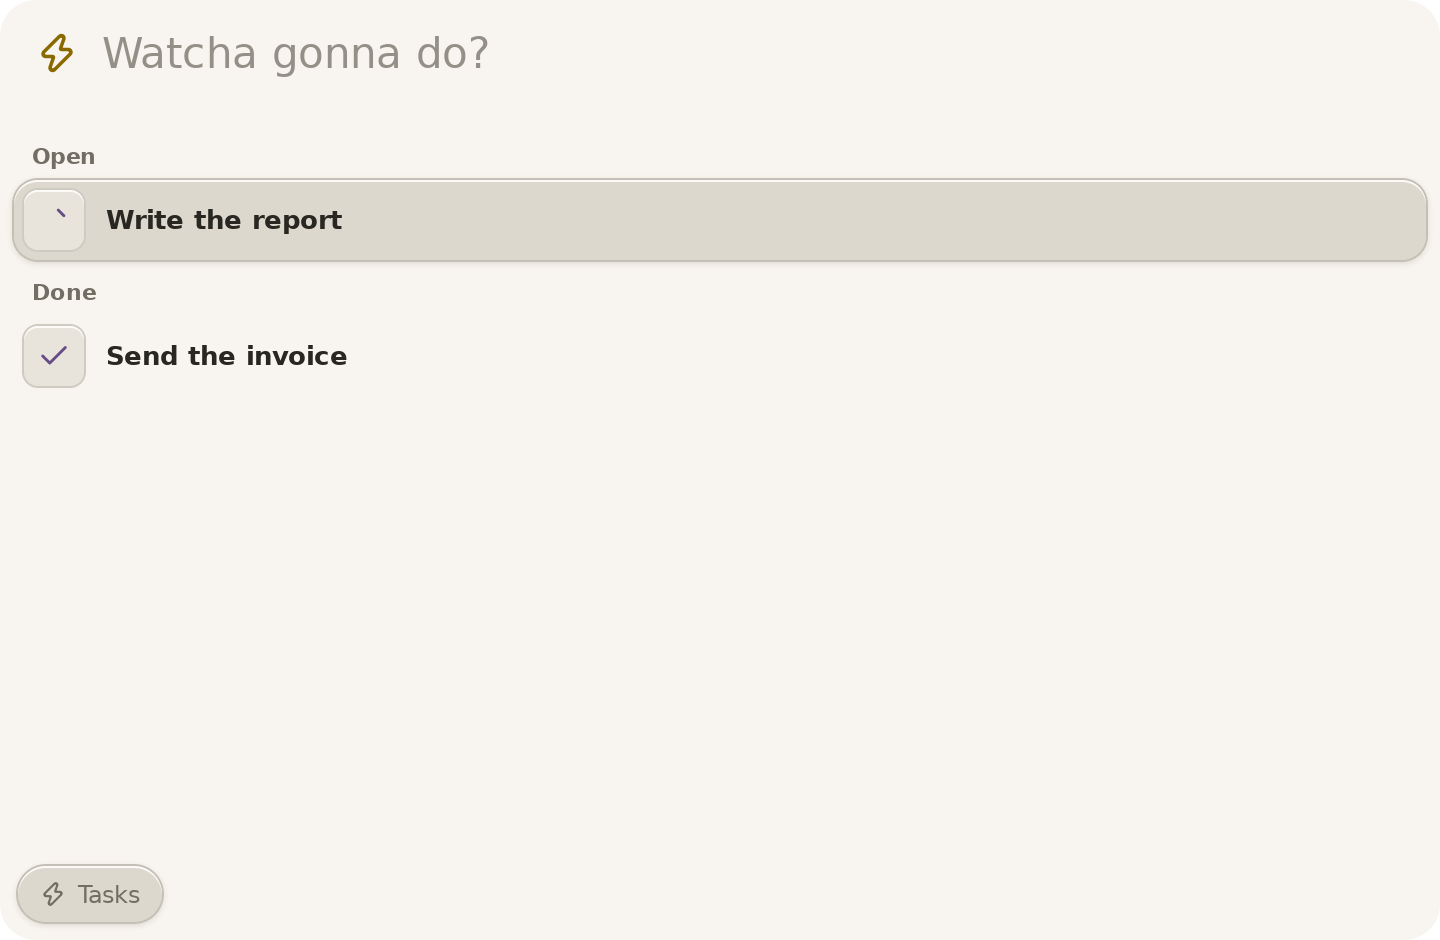 Watcha gonna do?
Open
Write the report
Done
Send the invoice
Tasks